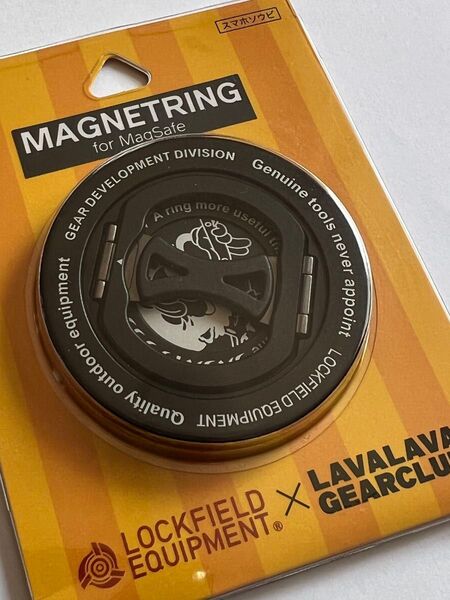 スマホソウビ
MAGNETRING
for MagSafe
GEAR DEVELOPMENT DIVISION
Genuine tools never appoint
LOCKFIELD EQUIPMENT
Quality outdoor equipment
A ring more useful
LOCKFIELD
EQUIPMENT®
×
LAVALAVA
GEARCLU